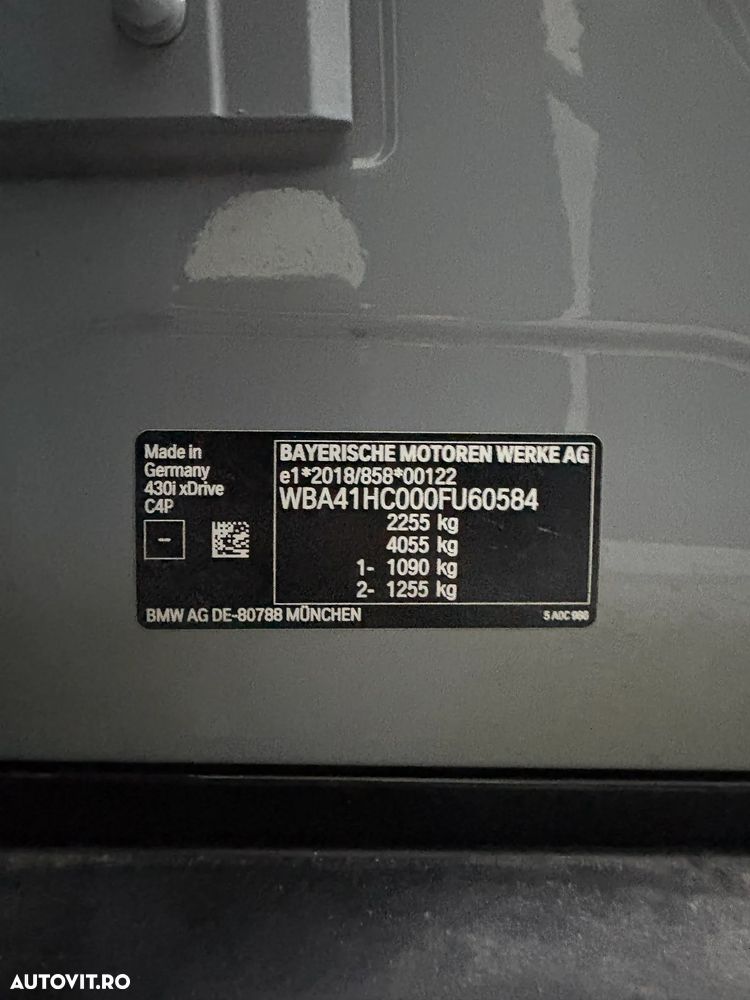 Made in
Germany
430i xDrive
C4P
--
BAYERISCHE MOTOREN WERKE AG
e1*2018/858*00122
WBA41HC000FU60584
2255 kg
4055 kg
1- 1090 kg
2- 1255 kg
BMW AG DE-80788 MÜNCHEN
AUTOVIT.RO